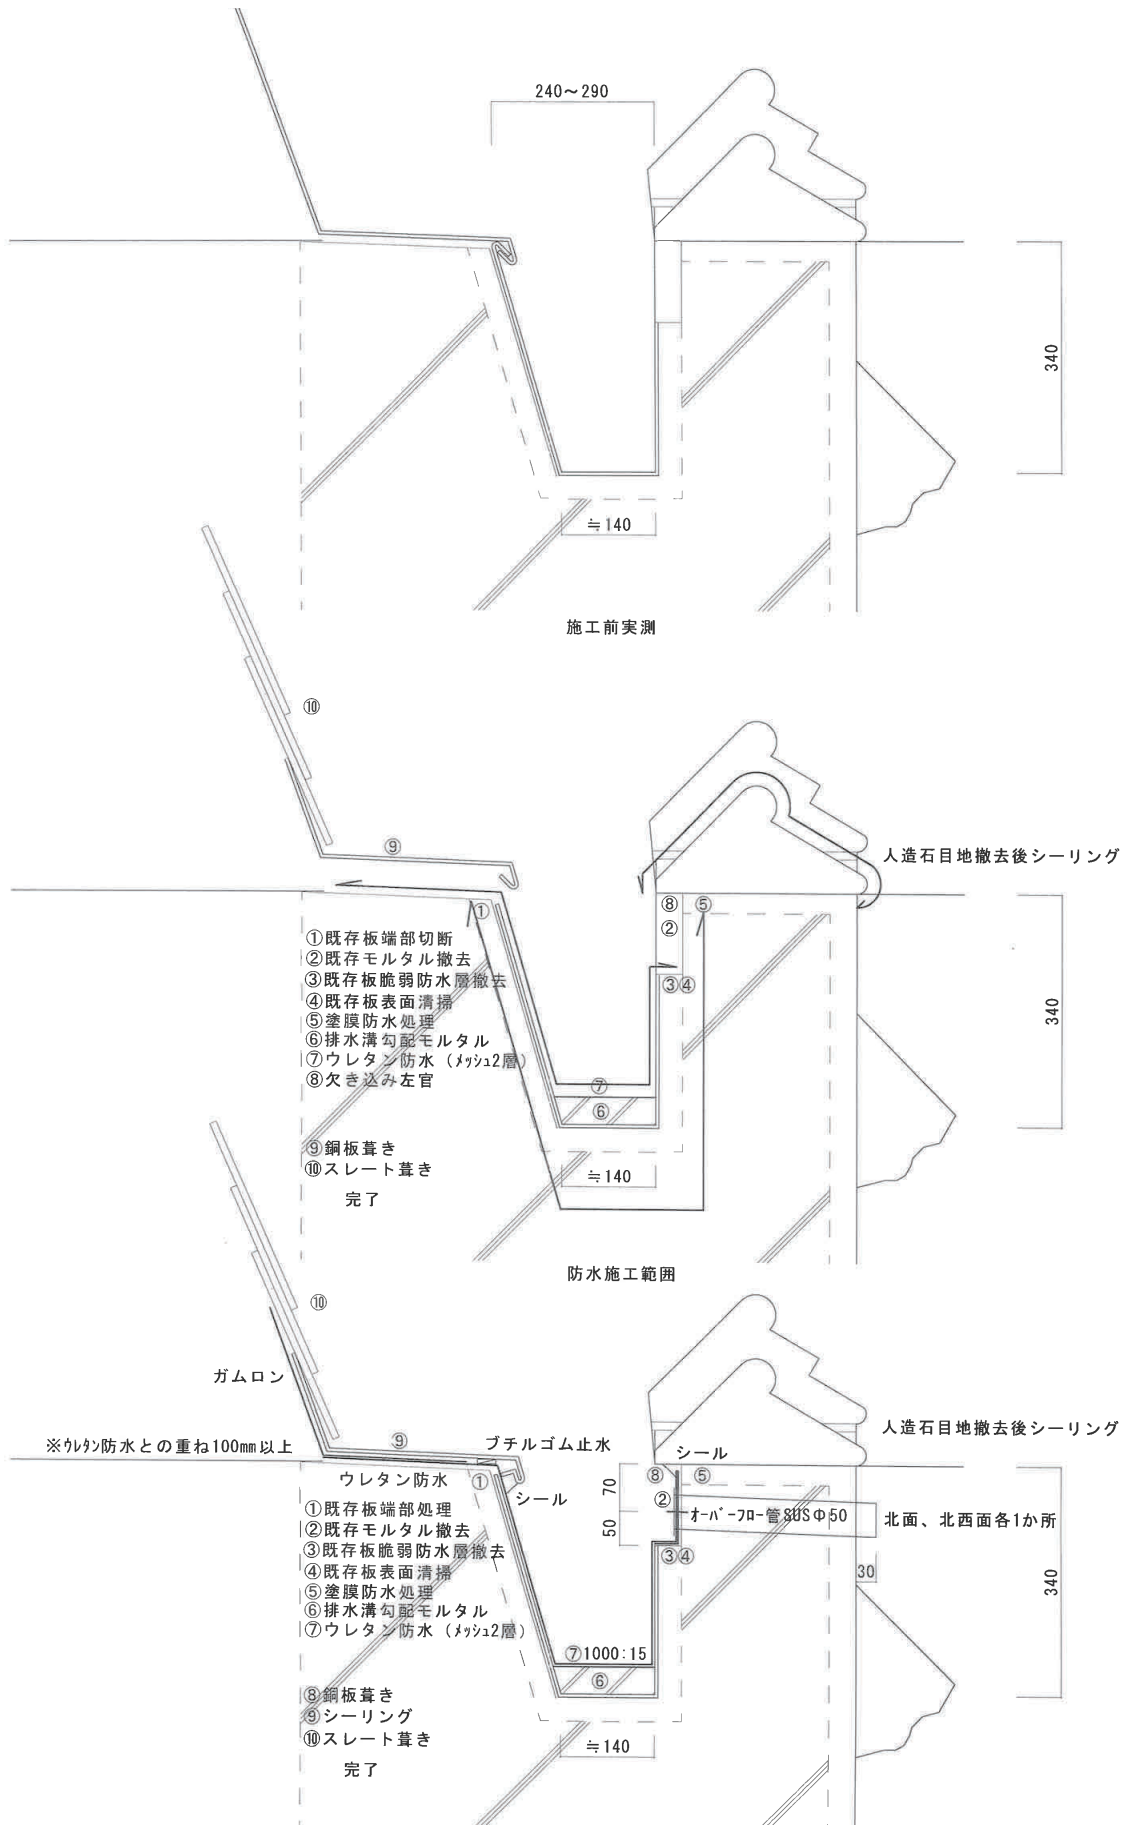 240～290
340
≒140
施工前実測
⑩
⑨
人造石目地撤去後シーリング
①
⑧
⑤
②
①既存板端部切断
②既存モルタル撤去
③既存板脆弱防水層撤去
④既存板表面清掃
⑤塗膜防水処理
⑥排水溝勾配モルタル
⑦ウレタン防水（メッシュ2層）
⑧欠き込み左官
③④
340
⑦
⑥
⑨銅板葺き
⑩スレート葺き
≒140
完了
防水施工範囲
⑩
ガムロン
人造石目地撤去後シーリング
※ウレタン防水との重ね100mm以上
⑨
ブチルゴム止水
シール
ウレタン防水
①
シール
⑧
⑤
70
②
オーバーフロー管SUSΦ50
北面、北西面各1か所
50
①既存板端部処理
②既存モルタル撤去
③既存板脆弱防水層撤去
④既存板表面清掃
⑤塗膜防水処理
⑥排水溝勾配モルタル
⑦ウレタン防水（メッシュ2層）
③④
30
340
⑦1000:15
⑥
⑧銅板葺き
⑨シーリング
⑩スレート葺き
≒140
完了